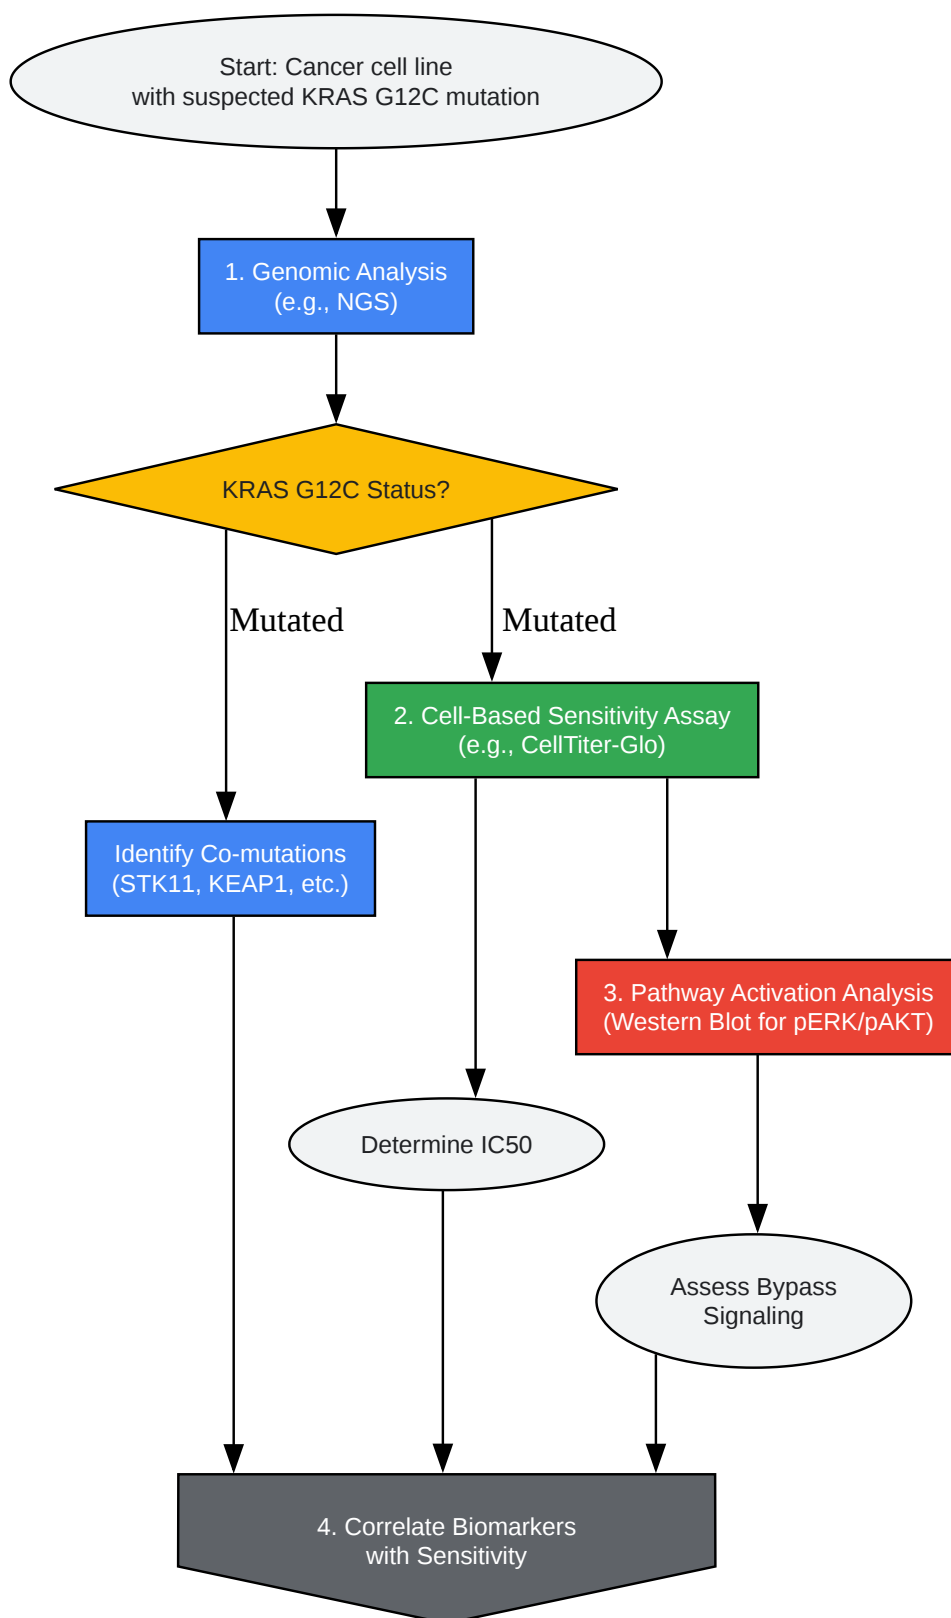 Start: Cancer cell line
with suspected KRAS G12C mutation
1. Genomic Analysis
(e.g., NGS)
KRAS G12C Status?
Mutated
Mutated
2. Cell-Based Sensitivity Assay
(e.g., CellTiter-Glo)
Identify Co-mutations
(STK11, KEAP1, etc.)
3. Pathway Activation Analysis
(Western Blot for pERK/pAKT)
Determine IC50
Assess Bypass
Signaling
4. Correlate Biomarkers
with Sensitivity